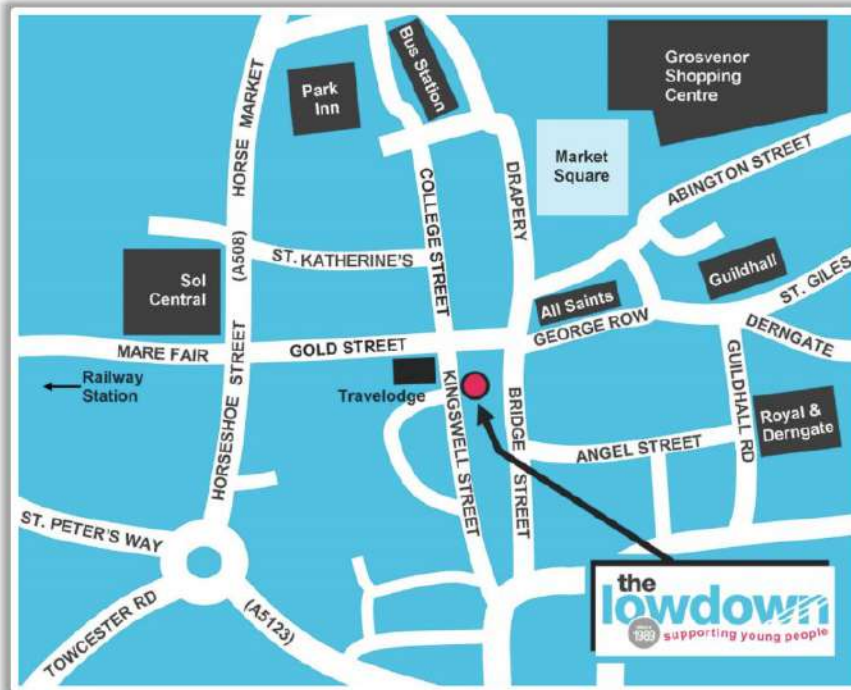 HORSE MARKET
(A508)
Park
Inn
Bus Station
Grosvenor
Shopping
Centre
Market
Square
COLLEGE STREET
DRAPERY
ABINGTON STREET
ST. KATHERINE'S
Sol
Central
All Saints
Guildhall
ST. GILES
GEORGE ROW
DERNGATE
MARE FAIR
GOLD STREET
Railway
Station
HORSESHOE STREET
Travelodge
KINGSWELL STREET
BRIDGE STREET
ANGEL STREET
GUILDHALL RD
Royal &
Derngate
ST. PETER'S WAY
TOWCESTER RD
(A5123)
the
lowdown
since
1989
supporting young people